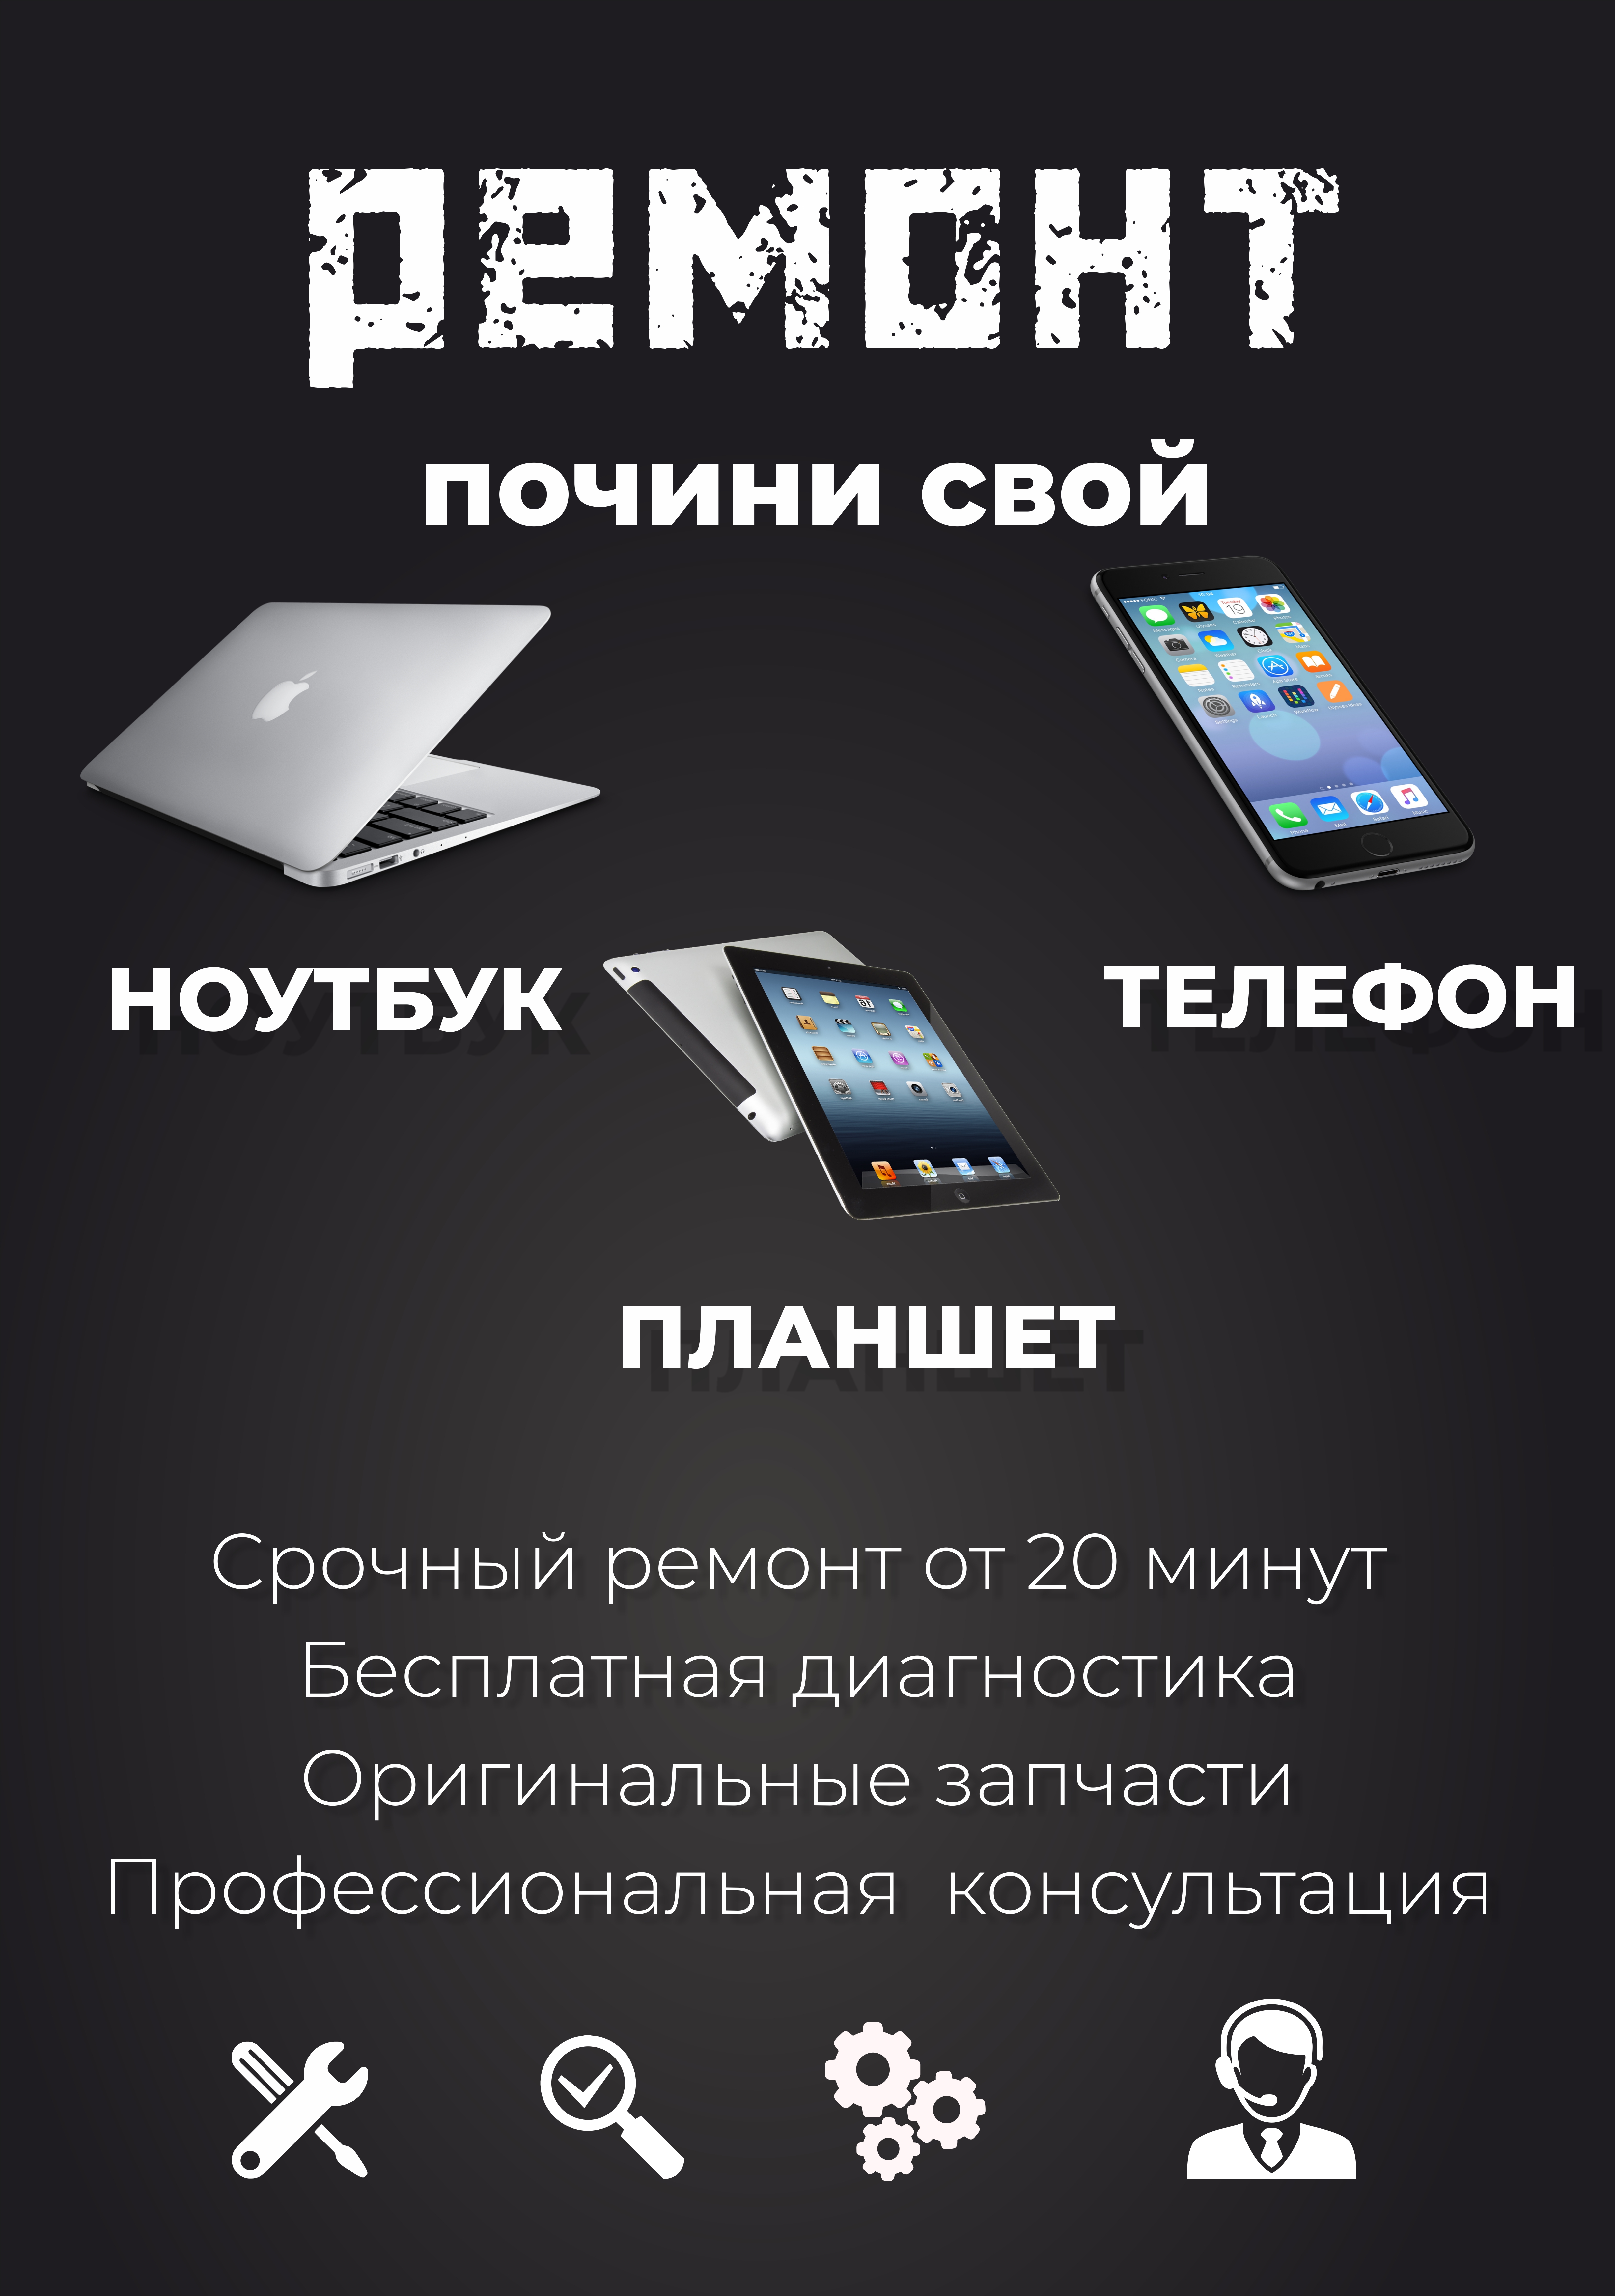 ремонт
почини свой
НОУТБУК
ТЕЛЕФОН
ПЛАНШЕТ
Срочный ремонт от 20 минут
Бесплатная диагностика
Оригинальные запчасти
Профессиональная консультация